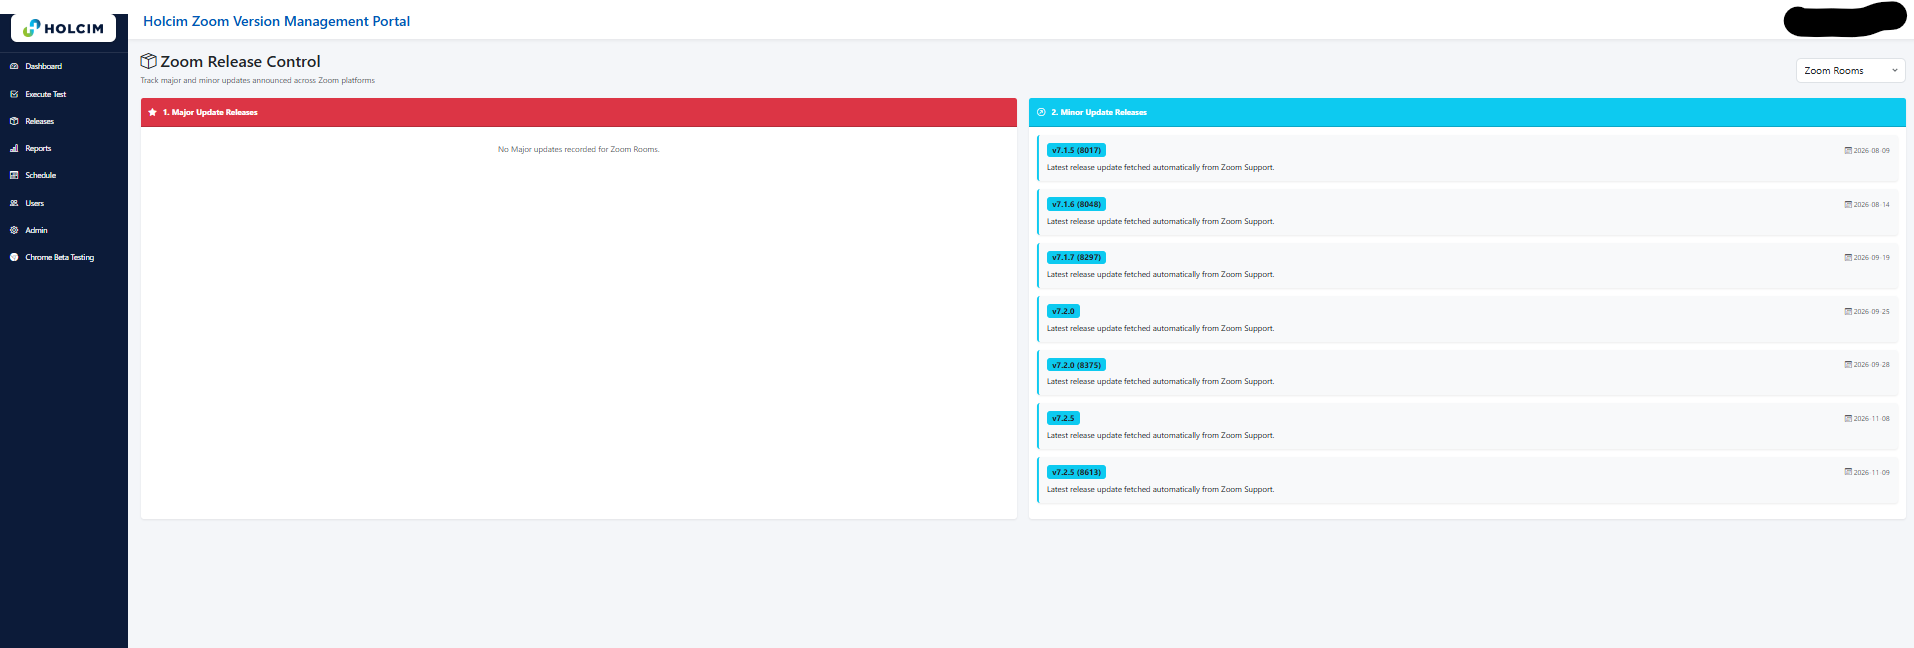 HOLCIM
Holcim Zoom Version Management Portal
Dashboard
Execute Test
Releases
Reports
Schedule
Users
Admin
Chrome Beta Testing
Zoom Release Control
Track major and minor updates announced across Zoom platforms
Zoom Rooms
1. Major Update Releases
No Major updates recorded for Zoom Rooms.
2. Minor Update Releases
v7.1.5 (8017) 2026-08-09
Latest release update fetched automatically from Zoom Support.
v7.1.6 (8048) 2026-08-14
Latest release update fetched automatically from Zoom Support.
v7.1.7 (8297) 2026-09-19
Latest release update fetched automatically from Zoom Support.
v7.2.0 2026-09-25
Latest release update fetched automatically from Zoom Support.
v7.2.0 (8375) 2026-09-28
Latest release update fetched automatically from Zoom Support.
v7.2.5 2026-11-08
Latest release update fetched automatically from Zoom Support.
v7.2.5 (8613) 2026-11-09
Latest release update fetched automatically from Zoom Support.